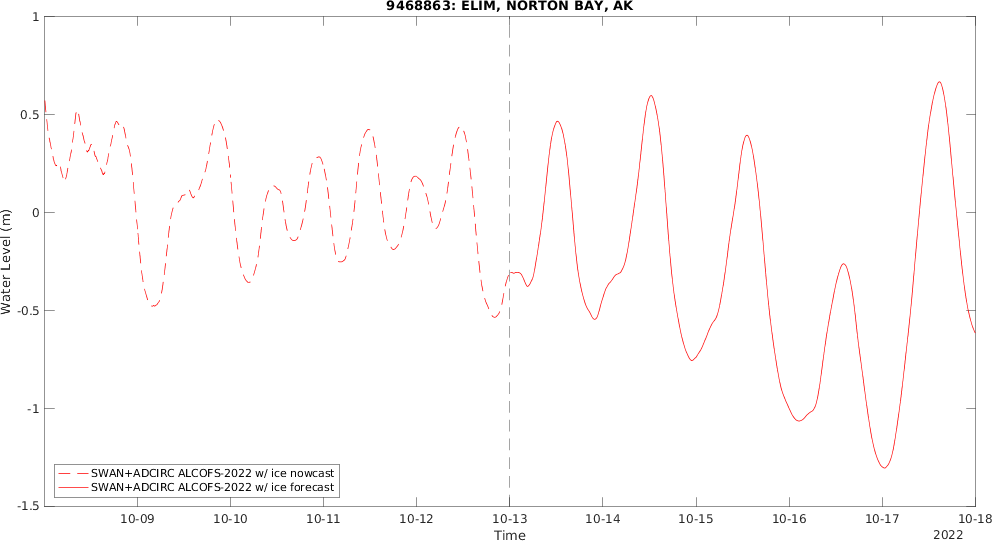 9468863: ELIM, NORTON BAY, AK
1
0.5
0
-0.5
-1
-1.5
Water Level (m)
SWAN+ADCIRC ALCOFS-2022 w/ ice nowcast
SWAN+ADCIRC ALCOFS-2022 w/ ice forecast
10-09 10-10 10-11 10-12 10-13 10-14 10-15 10-16 10-17 10-18
Time
2022